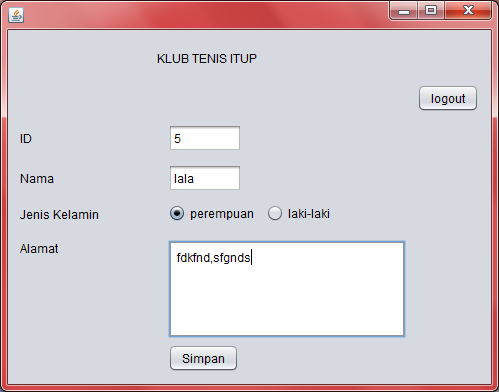 KLUB TENIS ITUP
logout
ID 5
Nama lala
Jenis Kelamin perempuan laki-laki
Alamat fdkfnd,sfgnds
Simpan